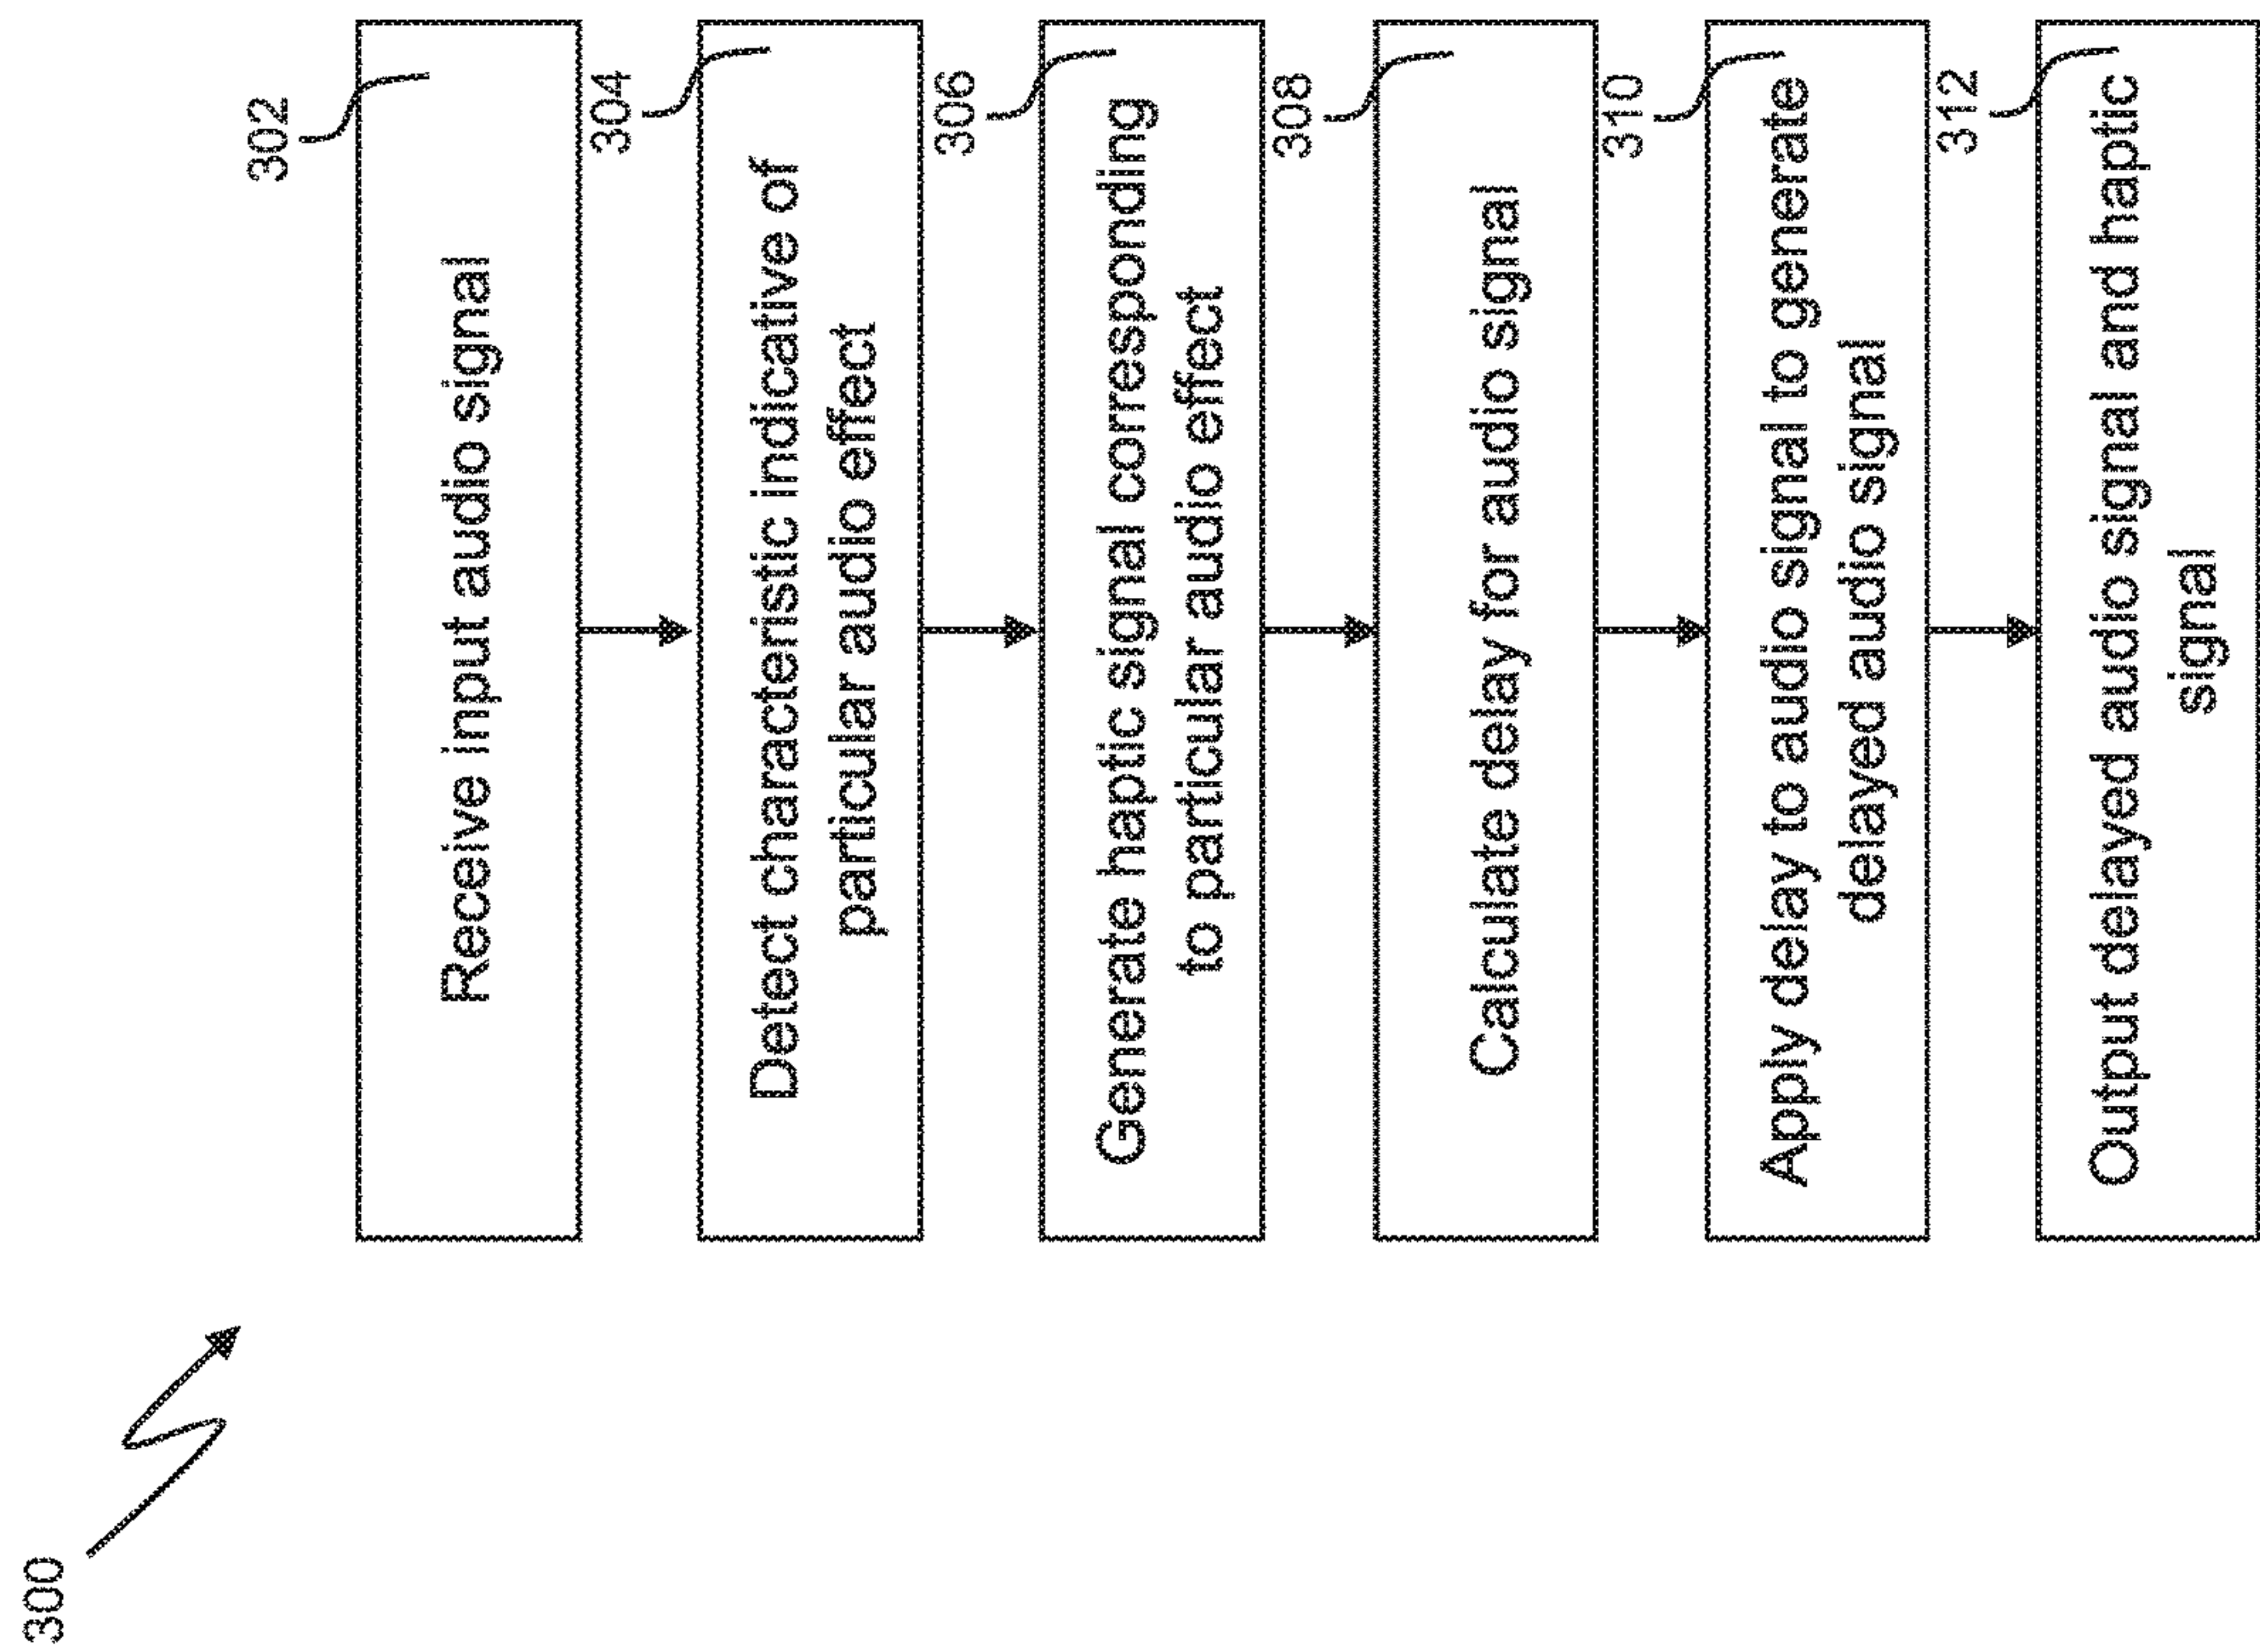 300
302
Receive input audio signal
304
Detect characteristic indicative of
particular audio effect
306
Generate haptic signal corresponding
to particular audio effect
308
Calculate delay for audio signal
310
Apply delay to audio signal to generate
delayed audio signal
312
Output delayed audio signal and haptic
signal